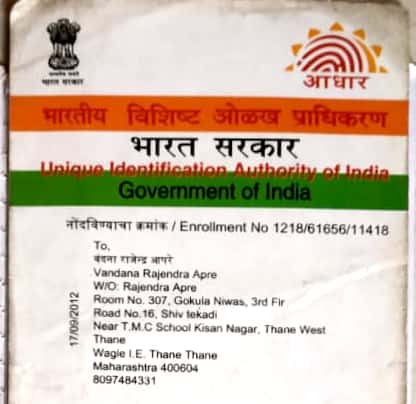 भारत सरकार
आधार
भारतीय विशिष्ट ओळख प्राधिकरण
भारत सरकार
Unique Identification Authority of India
Government of India
नोंदविण्याचा क्रमांक / Enrollment No 1218/61656/11418
To,
वंदना राजेन्द्र आपरे
Vandana Rajendra Apre
W/O: Rajendra Apre
Room No. 307, Gokula Niwas, 3rd Flr
Road No.16, Shiv tekadi
Near T.M.C School Kisan Nagar, Thane West
Thane
Wagle I.E. Thane Thane
Maharashtra 400604
8097484331
17/09/2012